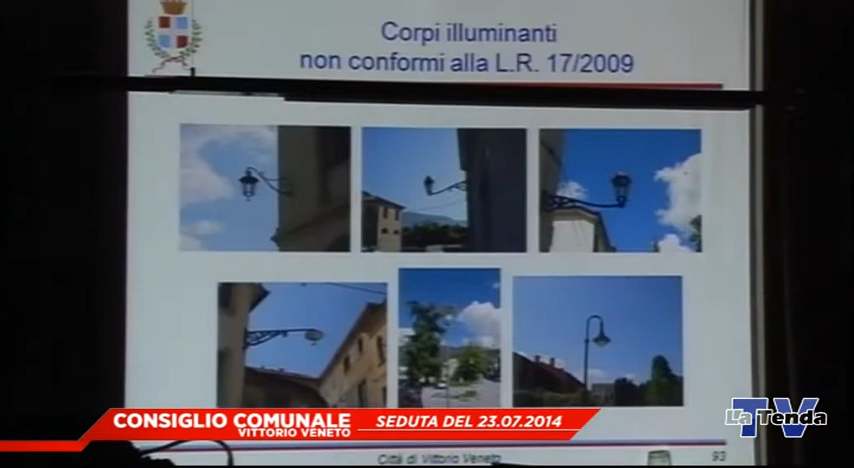 Corpi illuminanti
non conformi alla L.R. 17/2009
CONSIGLIO COMUNALE
VITTORIO VENETO
SEDUTA DEL 23.07.2014
La Tenda
TV
Città di Vittorio Veneto
93